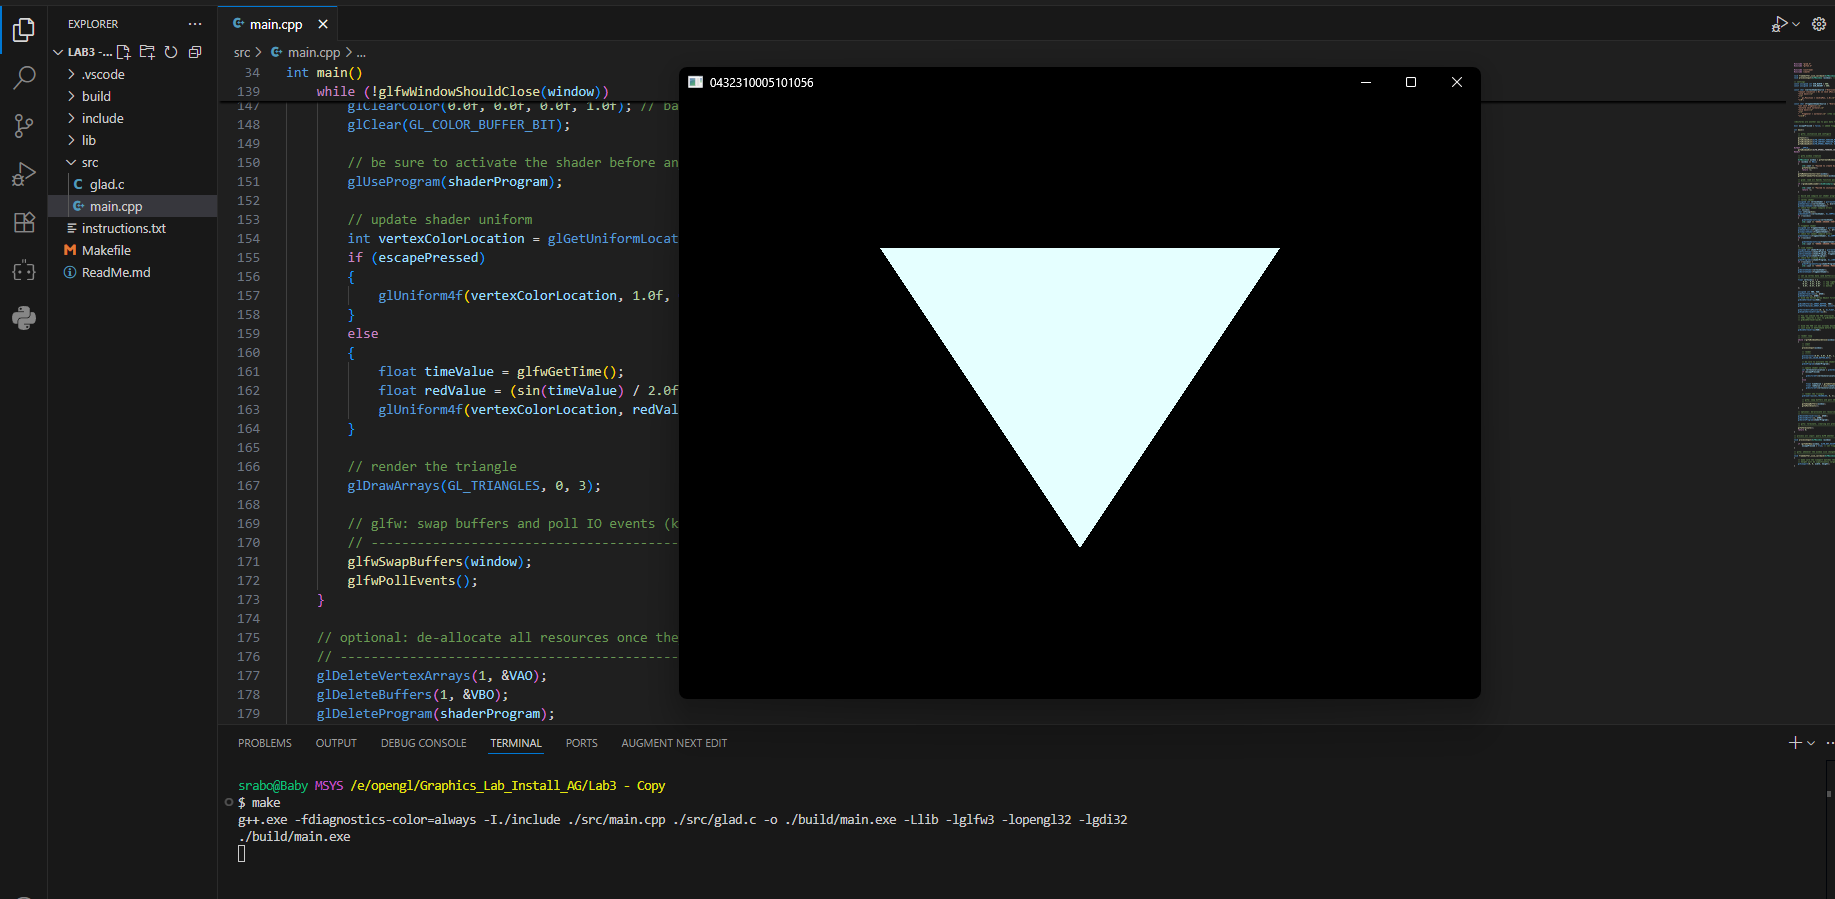 EXPLORER
LAB3 -...
.vscode
build
include
lib
src
glad.c
main.cpp
instructions.txt
Makefile
ReadMe.md
main.cpp
src > main.cpp > ...
34 int main()
139 while (!glfwWindowShouldClose(window))
147 glClearColor(0.0f, 0.0f, 0.0f, 1.0f); // ba
148 glClear(GL_COLOR_BUFFER_BIT);
149
150 // be sure to activate the shader before an
151 glUseProgram(shaderProgram);
152
153 // update shader uniform
154 int vertexColorLocation = glGetUniformLocat
155 if (escapePressed)
156 {
157 glUniform4f(vertexColorLocation, 1.0f,
158 }
159 else
160 {
161 float timeValue = glfwGetTime();
162 float redValue = (sin(timeValue) / 2.0f
163 glUniform4f(vertexColorLocation, redVal
164 }
165
166 // render the triangle
167 glDrawArrays(GL_TRIANGLES, 0, 3);
168
169 // glfw: swap buffers and poll IO events (k
170 // ----------------------------------------
171 glfwSwapBuffers(window);
172 glfwPollEvents();
173 }
174
175 // optional: de-allocate all resources once the
176 // --------------------------------------------
177 glDeleteVertexArrays(1, &VAO);
178 glDeleteBuffers(1, &VBO);
179 glDeleteProgram(shaderProgram);
0432310005101056
PROBLEMS OUTPUT DEBUG CONSOLE TERMINAL PORTS AUGMENT NEXT EDIT
srabo@Baby MSYS /e/opengl/Graphics_Lab_Install_AG/Lab3 - Copy
$ make
g++.exe -fdiagnostics-color=always -I./include ./src/main.cpp ./src/glad.c -o ./build/main.exe -Llib -lglfw3 -lopengl32 -lgdi32
./build/main.exe